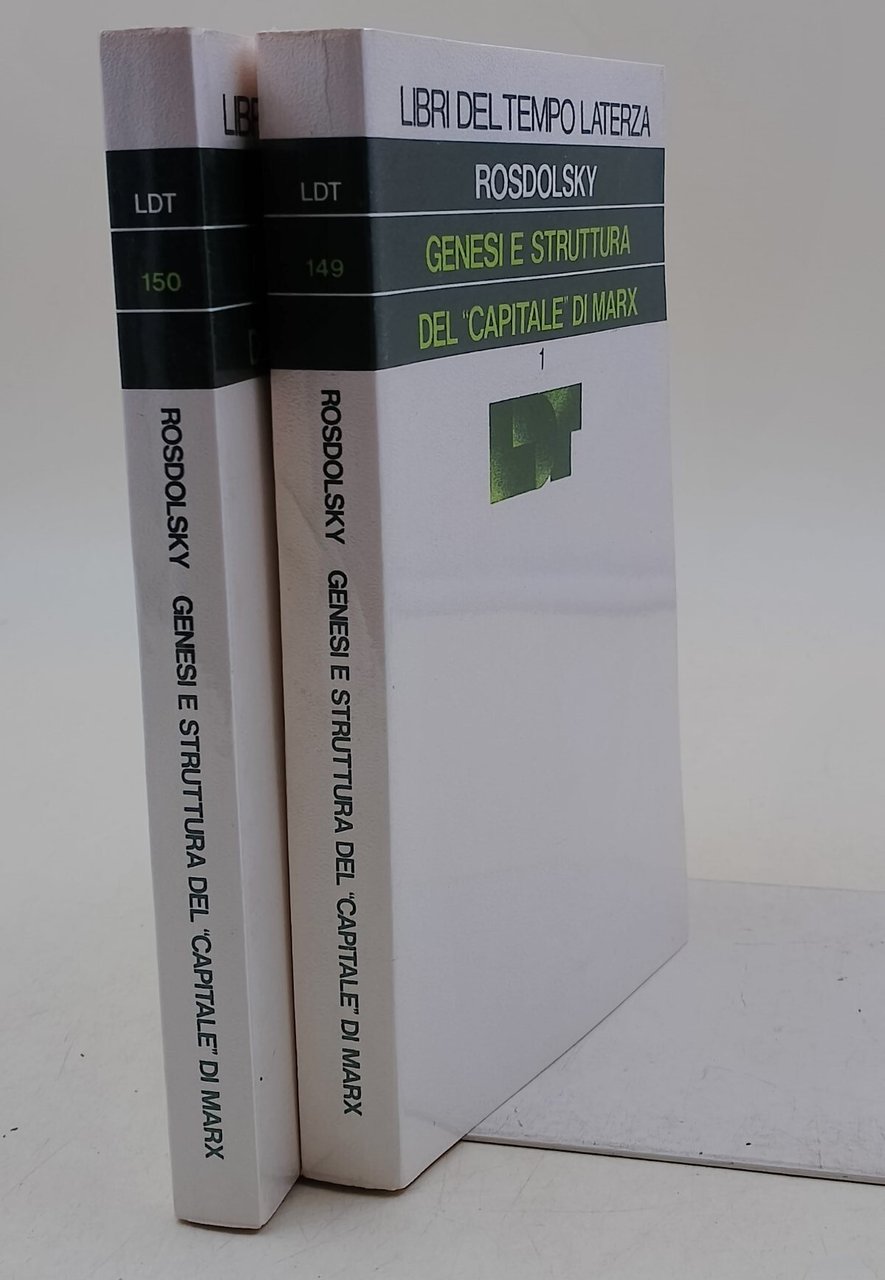 LDT
150
ROSDOLSKY GENESI E STRUTTURA DEL "CAPITALE" DI MARX
LDT
149
ROSDOLSKY GENESI E STRUTTURA DEL "CAPITALE" DI MARX
LIBRI DEL TEMPO LATERZA
ROSDOLSKY
GENESI E STRUTTURA
DEL "CAPITALE" DI MARX
1
LDT